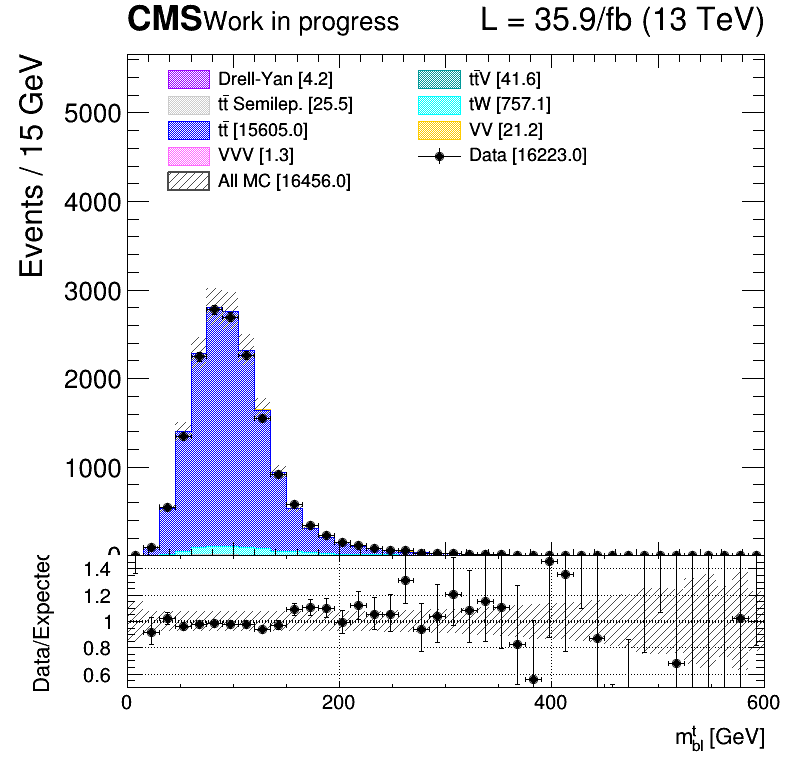 CMS Work in progress L = 35.9/fb (13 TeV)
Events / 15 GeV
Drell-Yan [4.2]
tt̄ Semilep. [25.5]
tt̄ [15605.0]
VVV [1.3]
All MC [16456.0]
tt̄V [41.6]
tW [757.1]
VV [21.2]
Data [16223.0]
5000
4000
3000
2000
1000
0
Data/Expected
1.4
1.2
1
0.8
0.6
0 200 400 600
m^t_bl [GeV]